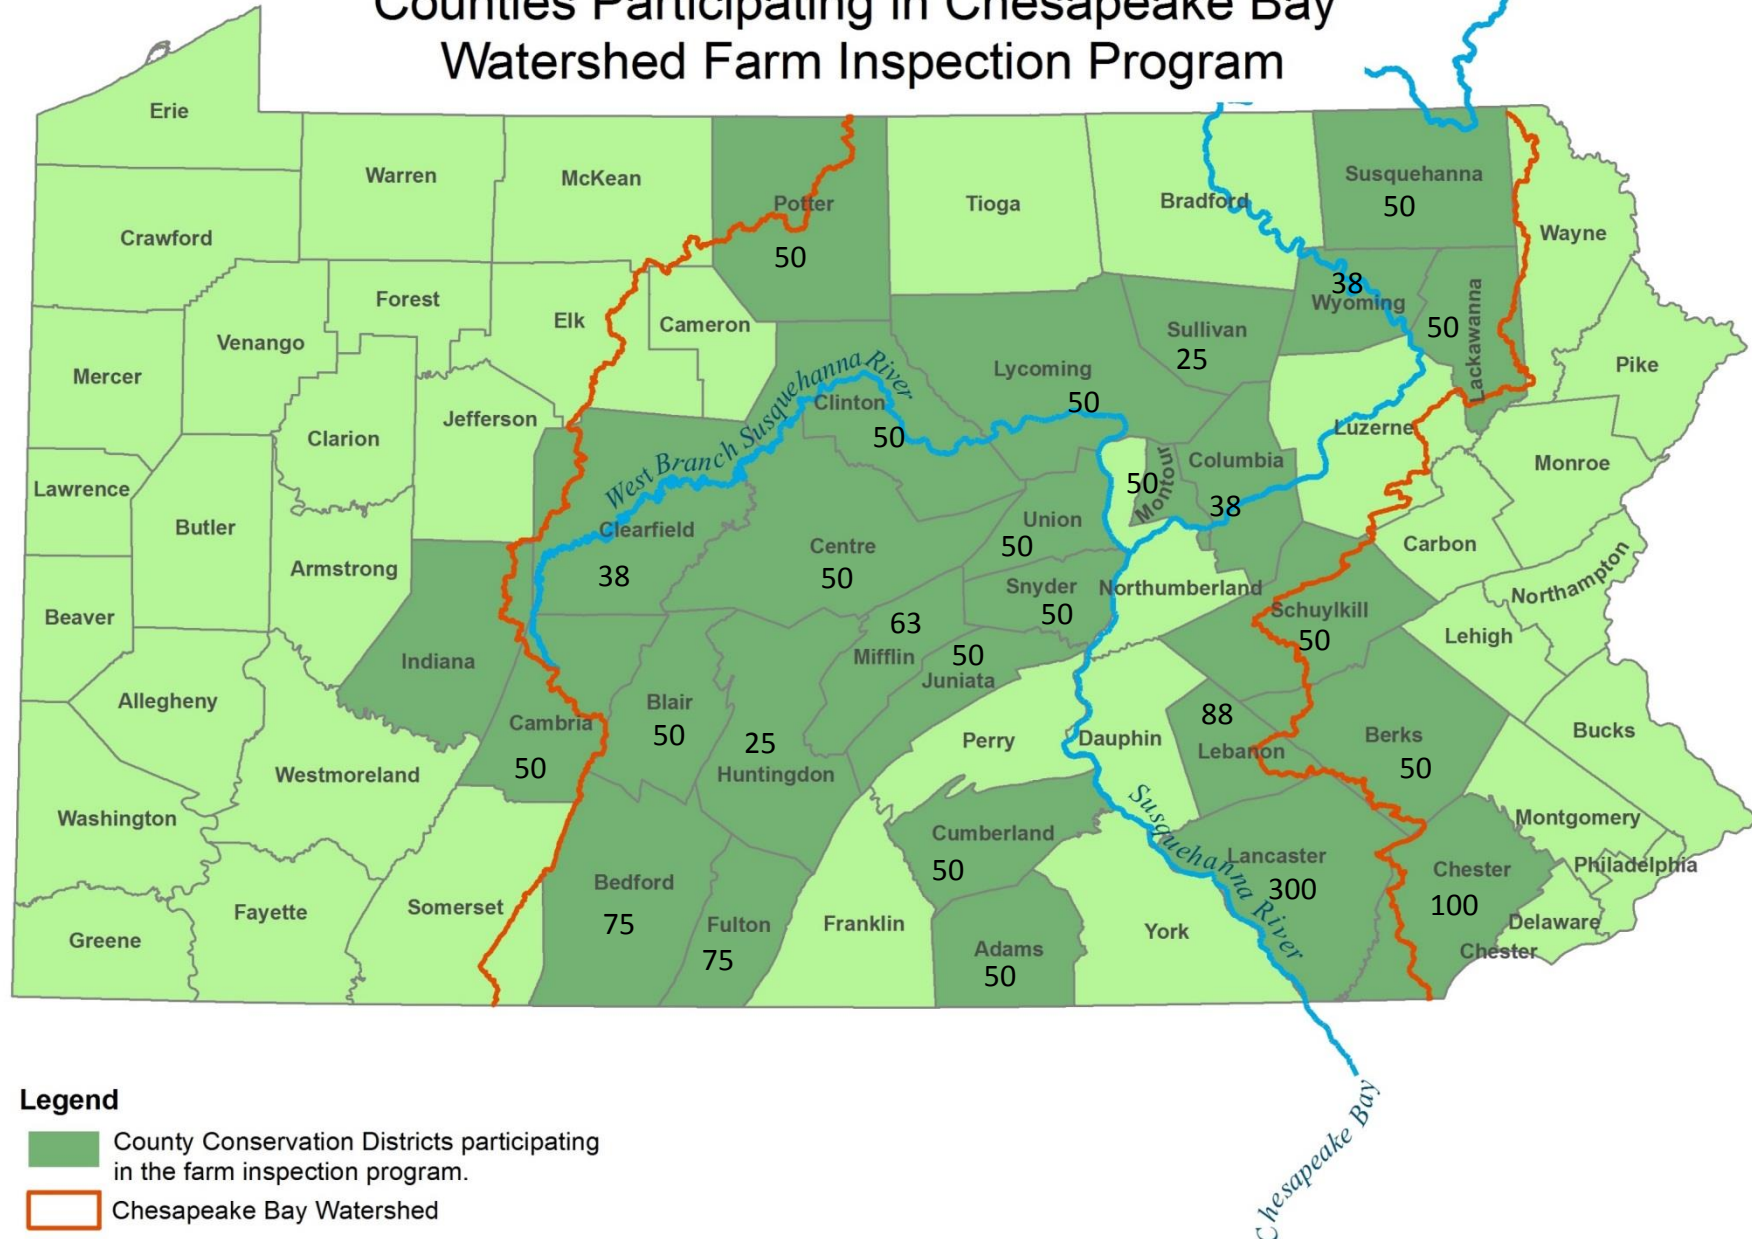 Counties Participating in Chesapeake Bay
Watershed Farm Inspection Program
Erie
Warren
McKean
Potter
50
Tioga
Bradford
Susquehanna
50
Wayne
Crawford
Forest
Elk
Cameron
Venango
Mercer
Sullivan
25
38
Wyoming
50
Lackawanna
Pike
Lycoming
50
West Branch Susquehanna River
Clinton
50
Jefferson
Clarion
Luzerne
Monroe
Lawrence
Butler
Clearfield
38
Centre
50
Union
50
50
Montour
Columbia
38
Carbon
Northampton
Armstrong
Beaver
Snyder
50
Northumberland
Schuylkill
50
Lehigh
Indiana
63
Mifflin
50
Juniata
Allegheny
Cambria
50
Blair
50
25
Huntingdon
Perry
Dauphin
88
Lebanon
Berks
50
Bucks
Westmoreland
Washington
Cumberland
50
Susquehanna River
Montgomery
Philadelphia
Lancaster
300
Chester
100
Delaware
Chester
Bedford
75
Fulton
75
Franklin
Adams
50
York
Somerset
Fayette
Greene
Chesapeake Bay
Legend
County Conservation Districts participating
in the farm inspection program.
Chesapeake Bay Watershed